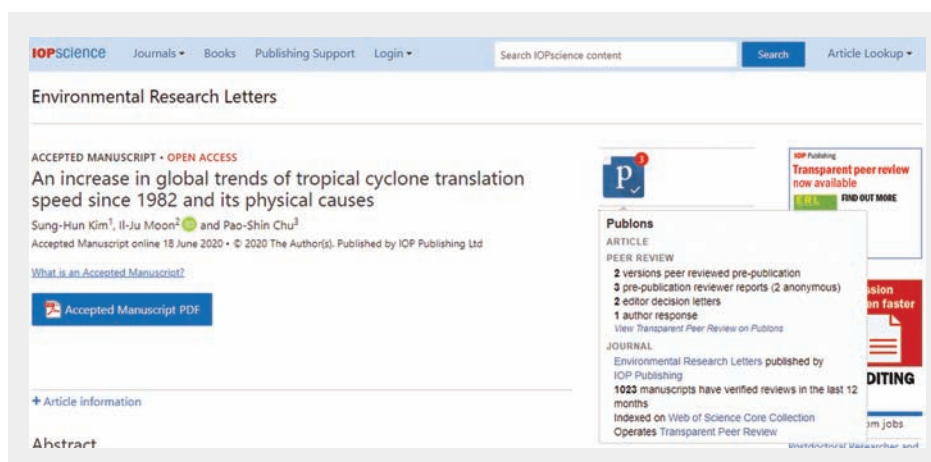 IOPSCIENCE Journals Books Publishing Support Login Search IOPscience content Search Article Lookup
Environmental Research Letters
ACCEPTED MANUSCRIPT • OPEN ACCESS
An increase in global trends of tropical cyclone translation
speed since 1982 and its physical causes
Sung-Hun Kim1, Il-Ju Moon2 iD and Pao-Shin Chu3
Accepted Manuscript online 18 June 2020 • © 2020 The Author(s). Published by IOP Publishing Ltd
What is an Accepted Manuscript?
Accepted Manuscript PDF
+ Article information
Abstract
3
p
Publons
ARTICLE
PEER REVIEW
2 versions peer reviewed pre-publication
3 pre-publication reviewer reports (2 anonymous)
2 editor decision letters
1 author response
View Transparent Peer Review on Publons
JOURNAL
Environmental Research Letters published by
IOP Publishing
1023 manuscripts have verified reviews in the last 12
months
Indexed on Web of Science Core Collection
Operates Transparent Peer Review
IOP Publishing
Transparent peer review
now available
ERL FIND OUT MORE
ssion
on faster
DITING
om jobs
Postdoctoral Researcher and